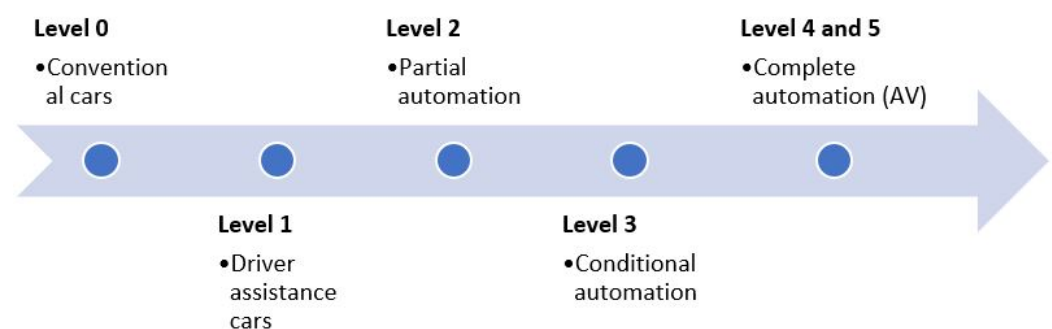 Level 0
•Convention
al cars
Level 1
•Driver
assistance
cars
Level 2
•Partial
automation
Level 3
•Conditional
automation
Level 4 and 5
•Complete
automation (AV)